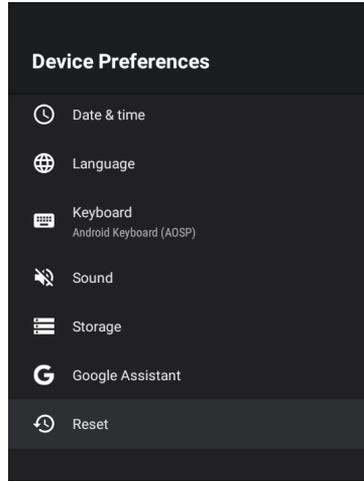 Device Preferences
Date & time
Language
Keyboard
Android Keyboard (AOSP)
Sound
Storage
Google Assistant
Reset